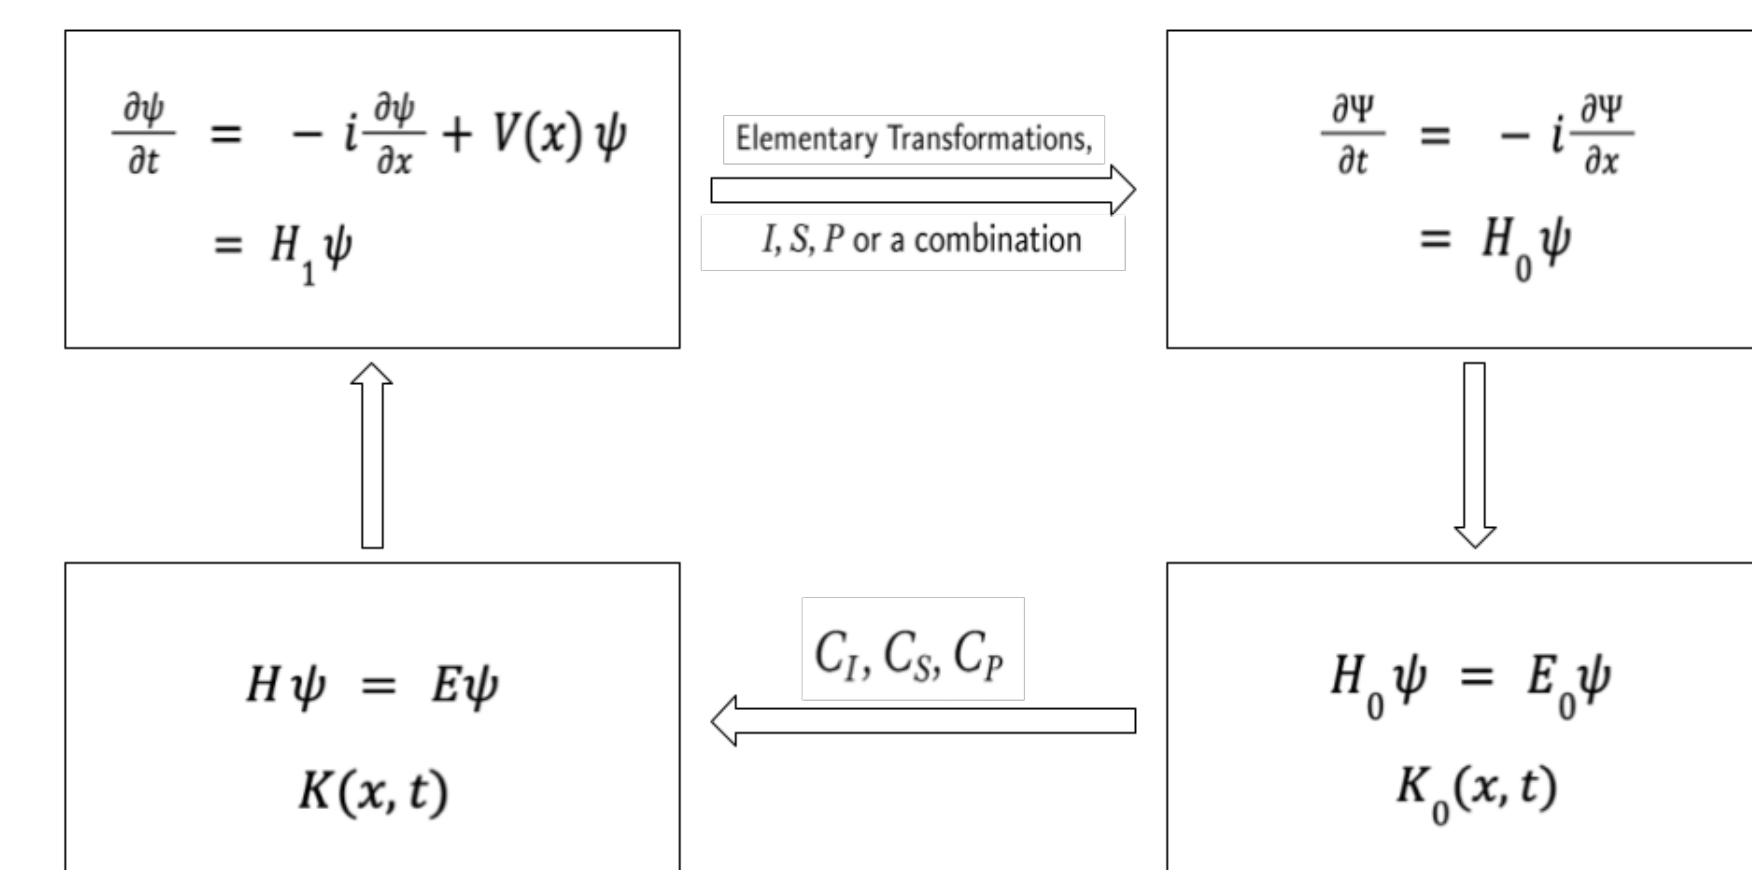 ∂ψ/∂t = − i ∂ψ/∂x + V(x) ψ
= H₁ψ
Elementary Transformations,
I, S, P or a combination
∂Ψ/∂t = − i ∂Ψ/∂x
= H₀ψ
Hψ = Eψ
K(x, t)
C_I, C_S, C_P
H₀ψ = E₀ψ
K₀(x, t)